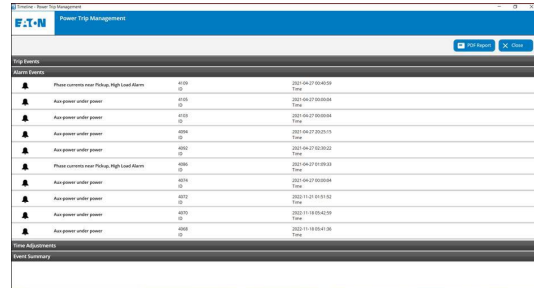 Timeline - Power Trip Management
EATON
Power Trip Management
PDF Report
Close
Trip Events
Alarm Events
Phase currents near Pickup, High Load Alarm 4109 2021-04-27 00:40:59
ID Time
Aux-power under power 4105 2021-04-27 00:00:04
ID Time
Aux-power under power 4103 2021-04-27 00:00:04
ID Time
Aux-power under power 4094 2021-04-27 20:25:15
ID Time
Aux-power under power 4092 2021-04-27 02:30:22
ID Time
Phase currents near Pickup, High Load Alarm 4086 2021-04-27 01:09:33
ID Time
Aux-power under power 4074 2021-04-27 00:00:04
ID Time
Aux-power under power 4072 2022-11-21 01:51:52
ID Time
Aux-power under power 4070 2022-11-18 05:42:59
ID Time
Aux-power under power 4068 2022-11-18 05:41:36
ID Time
Time Adjustments
Event Summary